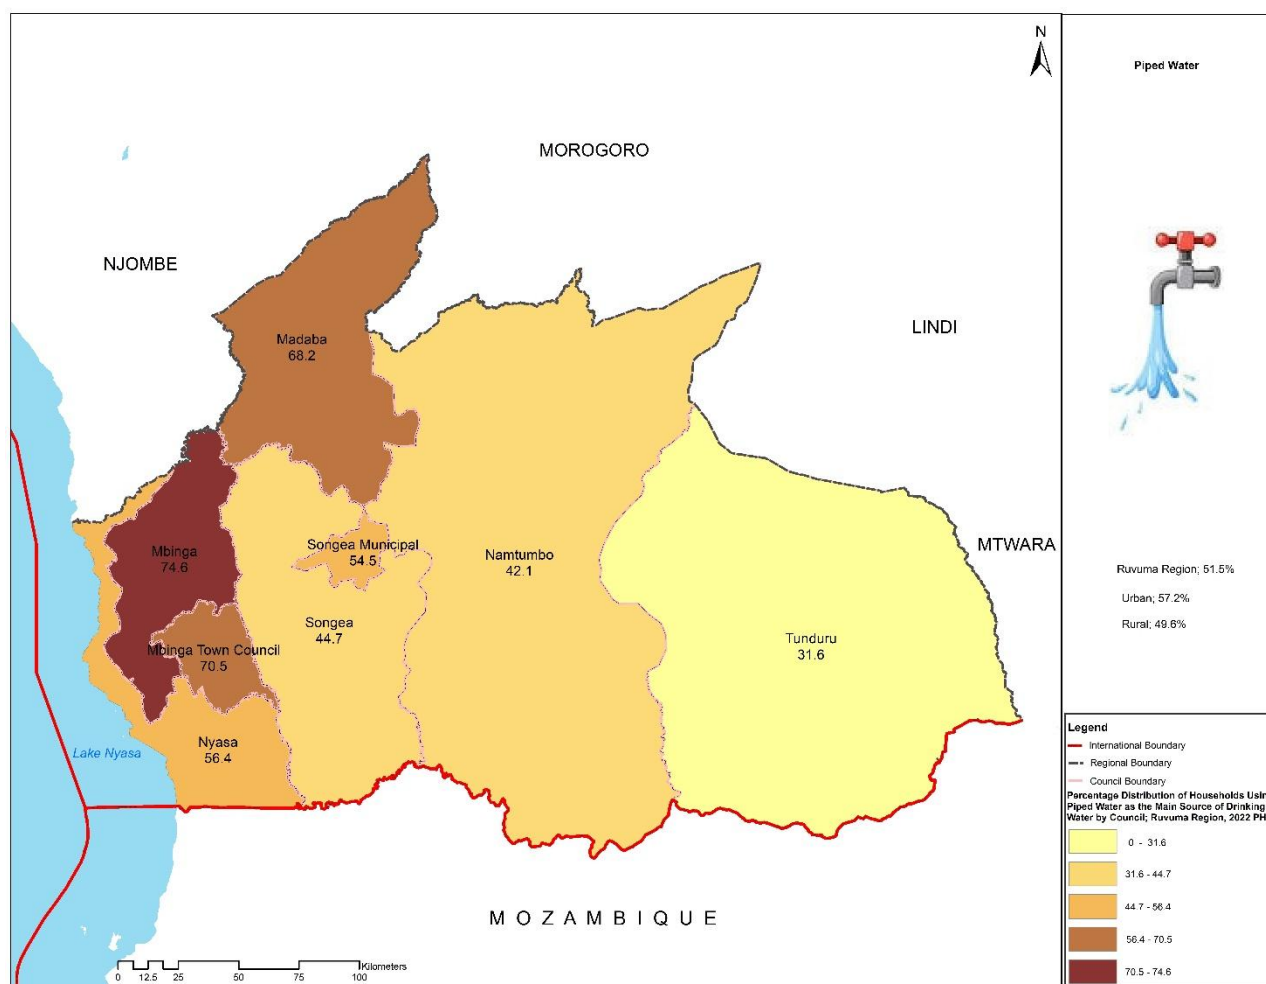 N
Piped Water
MOROGORO
NJOMBE
LINDI
Madaba
68.2
MTWARA
Mbinga
74.6
Songea Municipal
54.5
Namtumbo
42.1
Ruvuma Region; 51.5%
Urban; 57.2%
Rural; 49.6%
Songea
44.7
Mbinga Town Council
70.5
Tunduru
31.6
Nyasa
56.4
Lake Nyasa
MOZAMBIQUE
Kilometers
0 12.5 25 50 75 100
Legend
International Boundary
Regional Boundary
Council Boundary
Percentage Distribution of Households Usin
Piped Water as the Main Source of Drinking
Water by Council; Ruvuma Region, 2022 PH
0 - 31.6
31.6 - 44.7
44.7 - 56.4
56.4 - 70.5
70.5 - 74.6